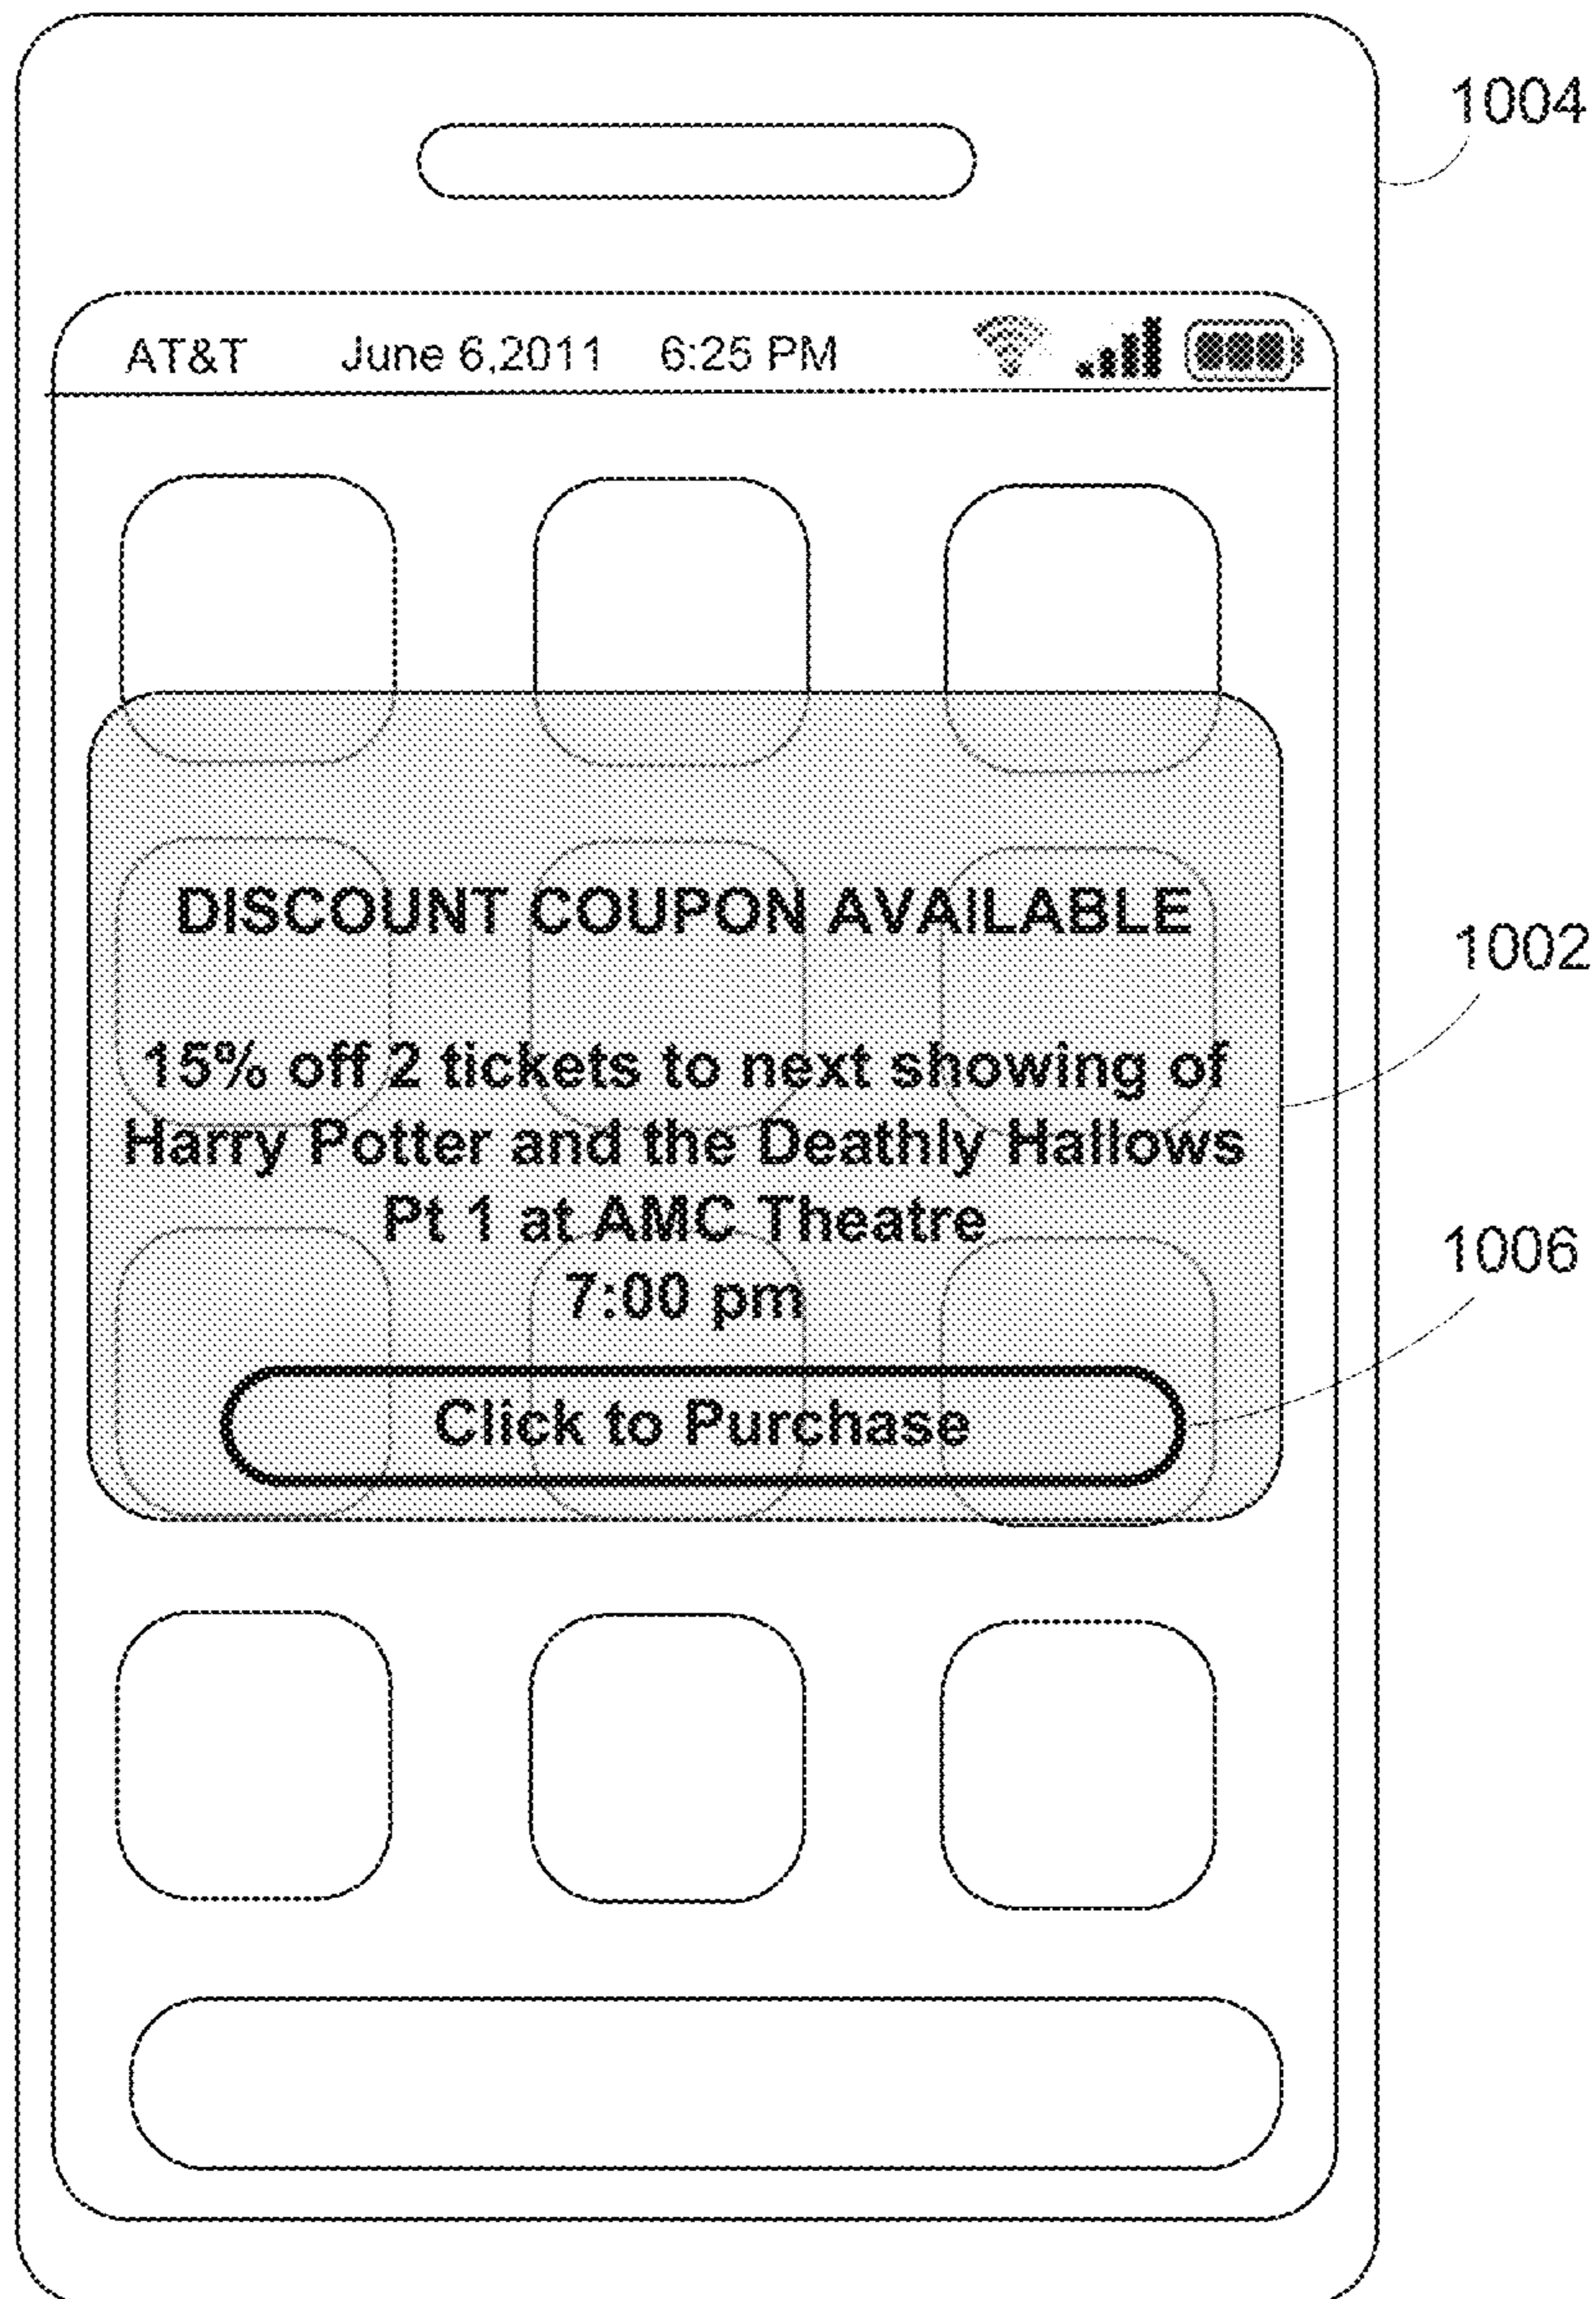 1004
AT&T June 6,2011 6:25 PM
DISCOUNT COUPON AVAILABLE
1002
15% off 2 tickets to next showing of
Harry Potter and the Deathly Hallows
Pt 1 at AMC Theatre
1006
7:00 pm
Click to Purchase